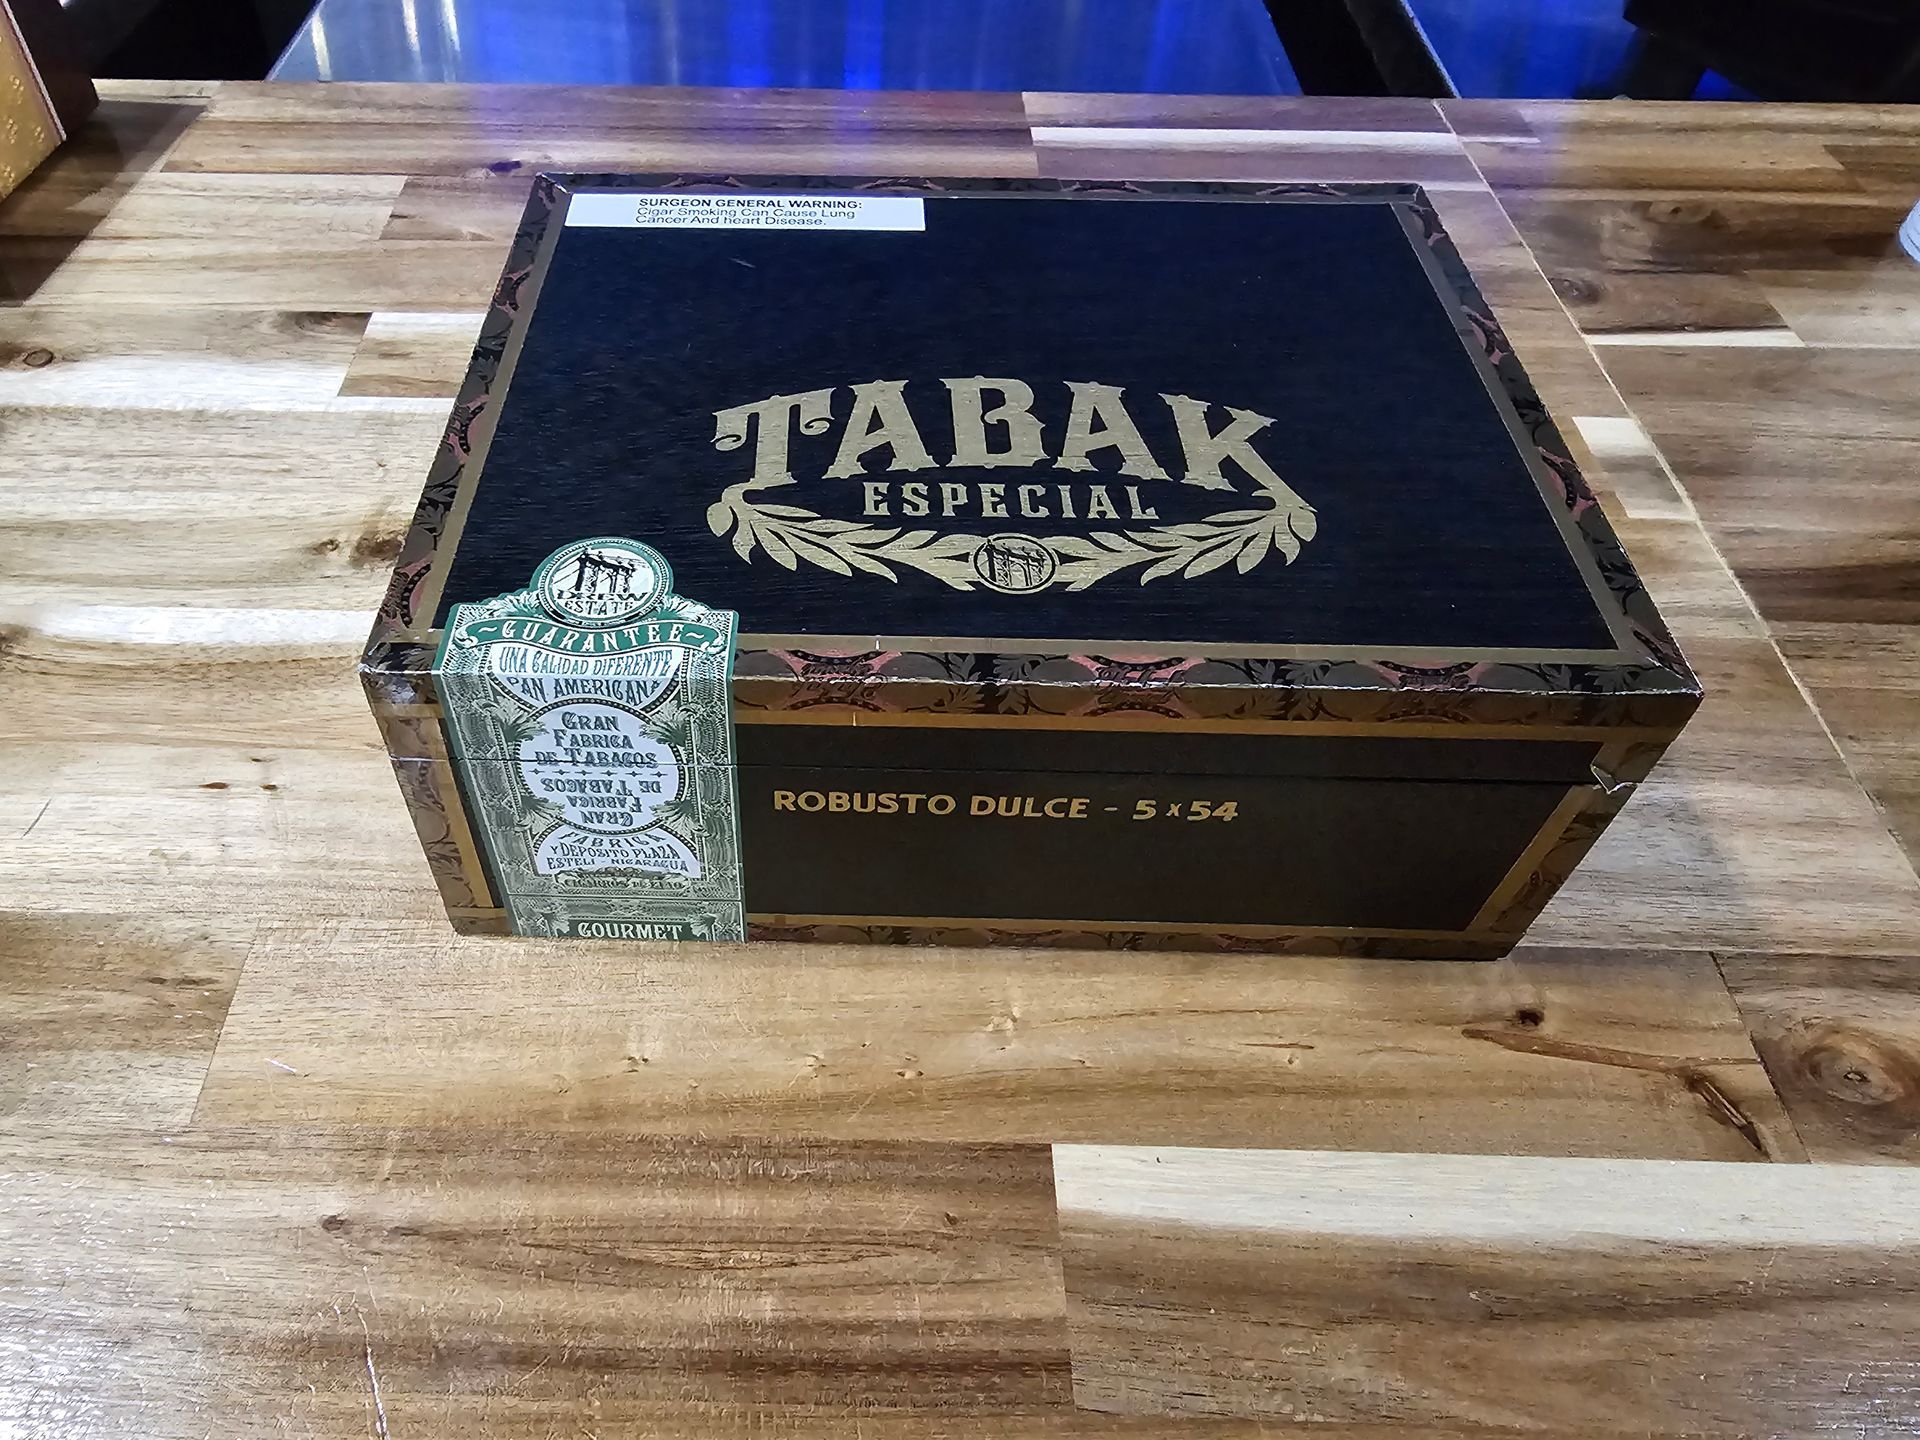 SURGEON GENERAL WARNING:
Cigar Smoking Can Cause Lung
Cancer And heart Disease.
TABAK
ESPECIAL
DREW
ESTATE
~GUARANTEE~
UNA CALIDAD DIFERENTE
PAN AMERICANA
GRAN
FABRICA
DE TABACOS
DE TABACOS
FABRICA
GRAN
FABRICA
Y DEPOSITO PLAZA
ESTELI - NICARAGUA
GOURMET
ROBUSTO DULCE - 5 x 54